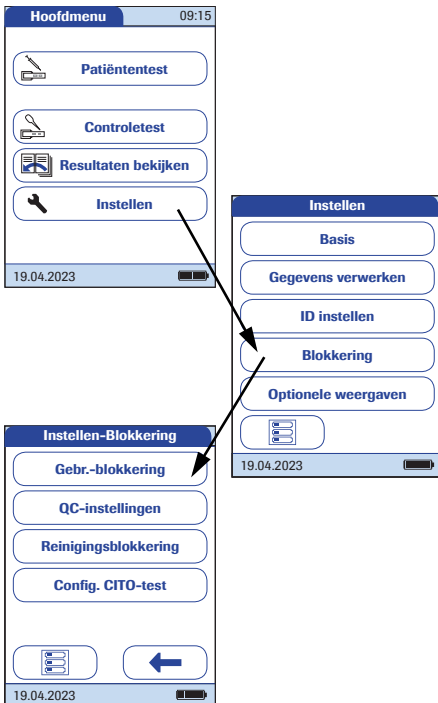 Hoofdmenu 09:15
Patiëntentest
Controletest
Resultaten bekijken
Instellen
19.04.2023
Instellen
Basis
Gegevens verwerken
ID instellen
Blokkering
Optionele weergaven
19.04.2023
Instellen-Blokkering
Gebr.-blokkering
QC-instellingen
Reinigingsblokkering
Config. CITO-test
19.04.2023